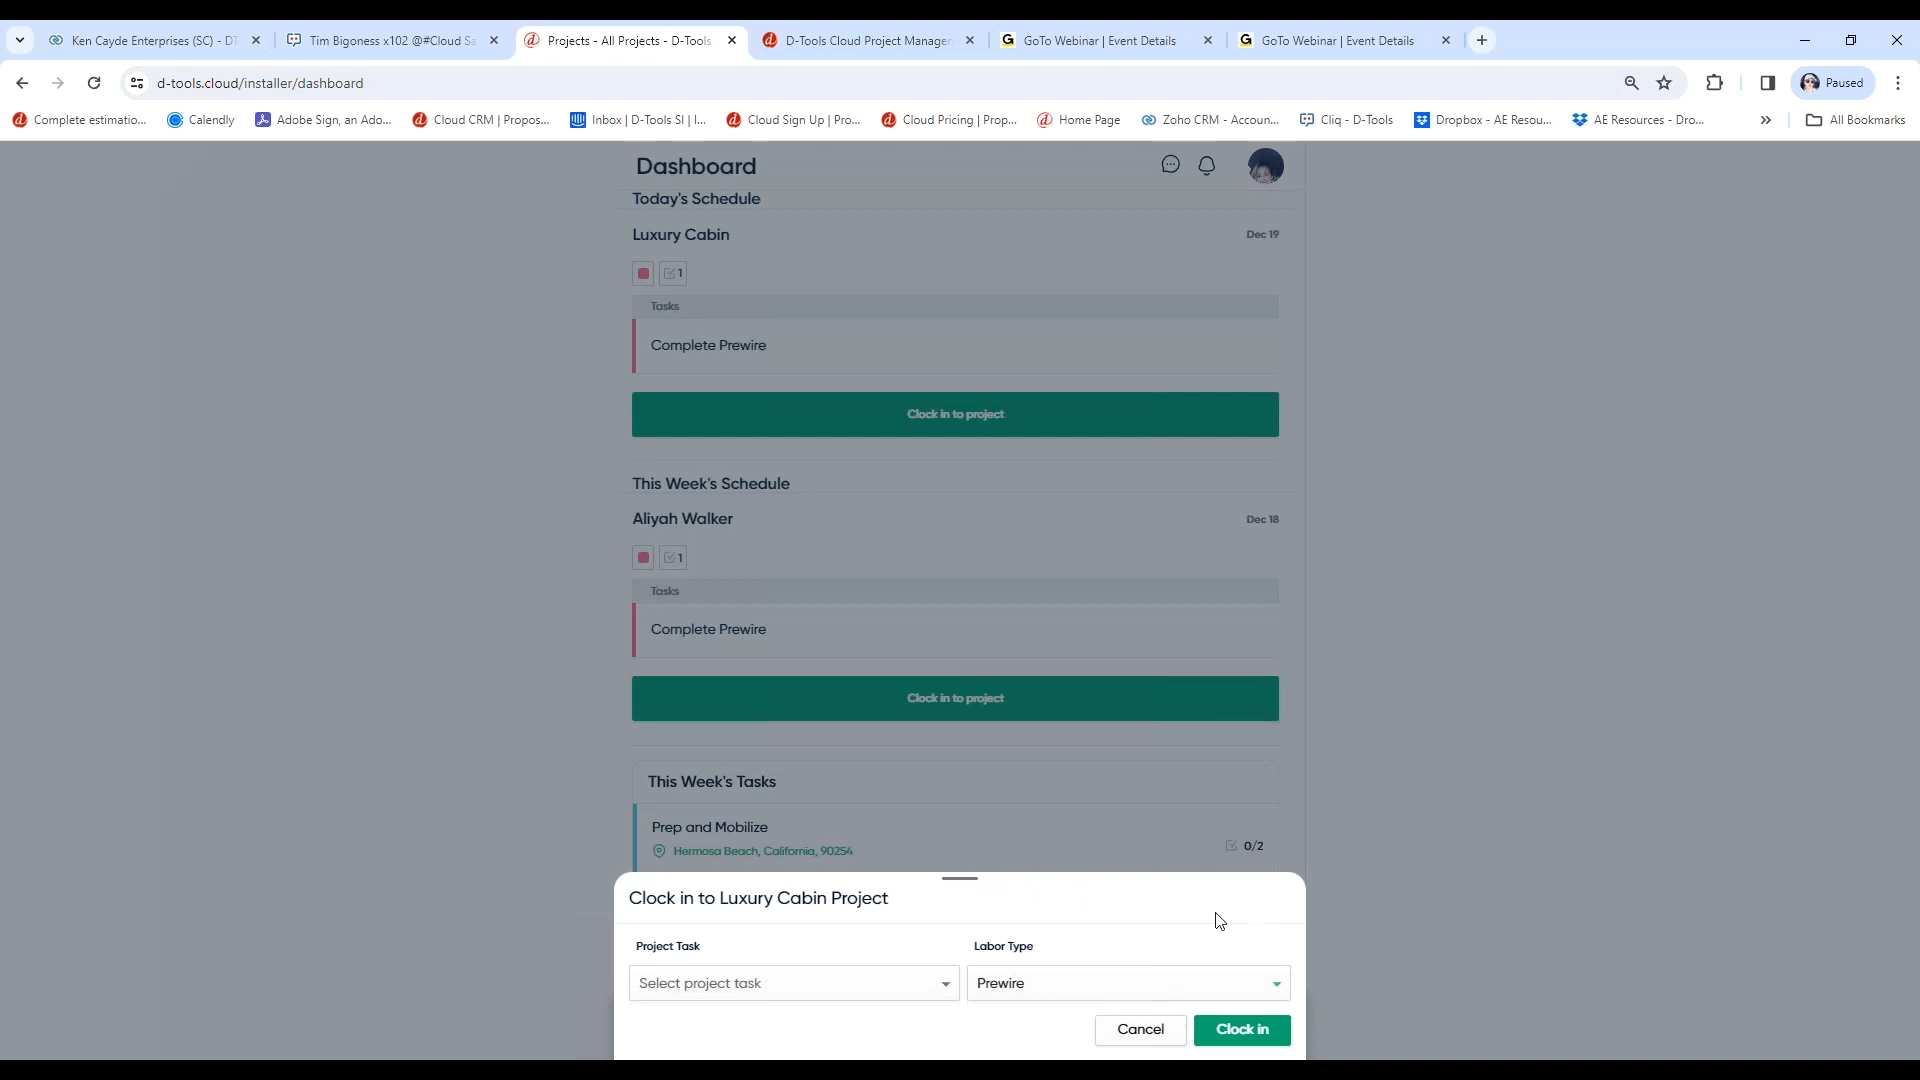 Ken Cayde Enterprises (SC) - DT
Tim Bigoness x102 @#Cloud Sa
Projects - All Projects - D-Tools
D-Tools Cloud Project Manager
GoTo Webinar | Event Details
GoTo Webinar | Event Details
d-tools.cloud/installer/dashboard
Paused
Complete estimatio...
Calendly
Adobe Sign, an Ado...
Cloud CRM | Propos...
Inbox | D-Tools SI | I...
Cloud Sign Up | Pro...
Cloud Pricing | Prop...
Home Page
Zoho CRM - Accoun...
Cliq - D-Tools
Dropbox - AE Resou...
AE Resources - Dro...
All Bookmarks
Dashboard
Today's Schedule
Luxury Cabin
Dec 19
1
Tasks
Complete Prewire
Clock in to project
This Week's Schedule
Aliyah Walker
Dec 18
1
Tasks
Complete Prewire
Clock in to project
This Week's Tasks
Prep and Mobilize
Hermosa Beach, California, 90254
0/2
Clock in to Luxury Cabin Project
Project Task
Labor Type
Select project task
Prewire
Cancel
Clock in